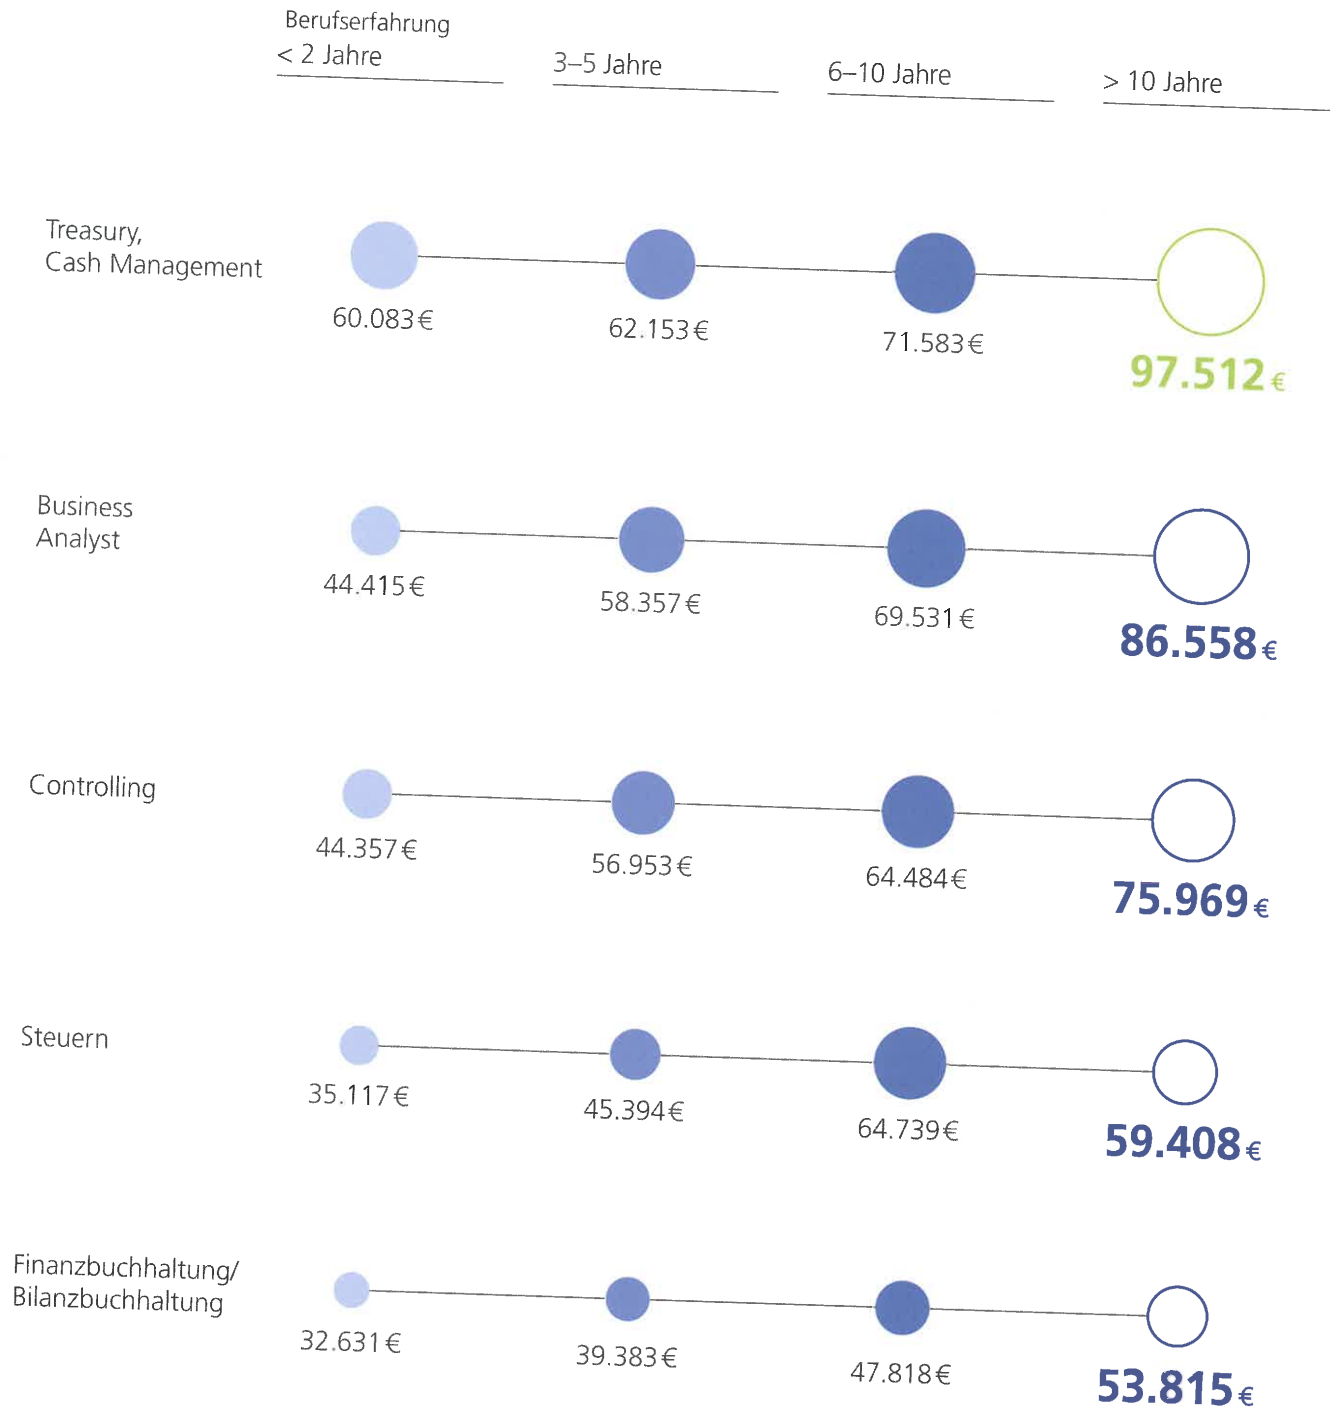 Berufserfahrung
< 2 Jahre
3–5 Jahre
6–10 Jahre
> 10 Jahre
Treasury,
Cash Management
60.083 €
62.153 €
71.583 €
97.512 €
Business
Analyst
44.415 €
58.357 €
69.531 €
86.558 €
Controlling
44.357 €
56.953 €
64.484 €
75.969 €
Steuern
35.117 €
45.394 €
64.739 €
59.408 €
Finanzbuchhaltung/
Bilanzbuchhaltung
32.631 €
39.383 €
47.818 €
53.815 €